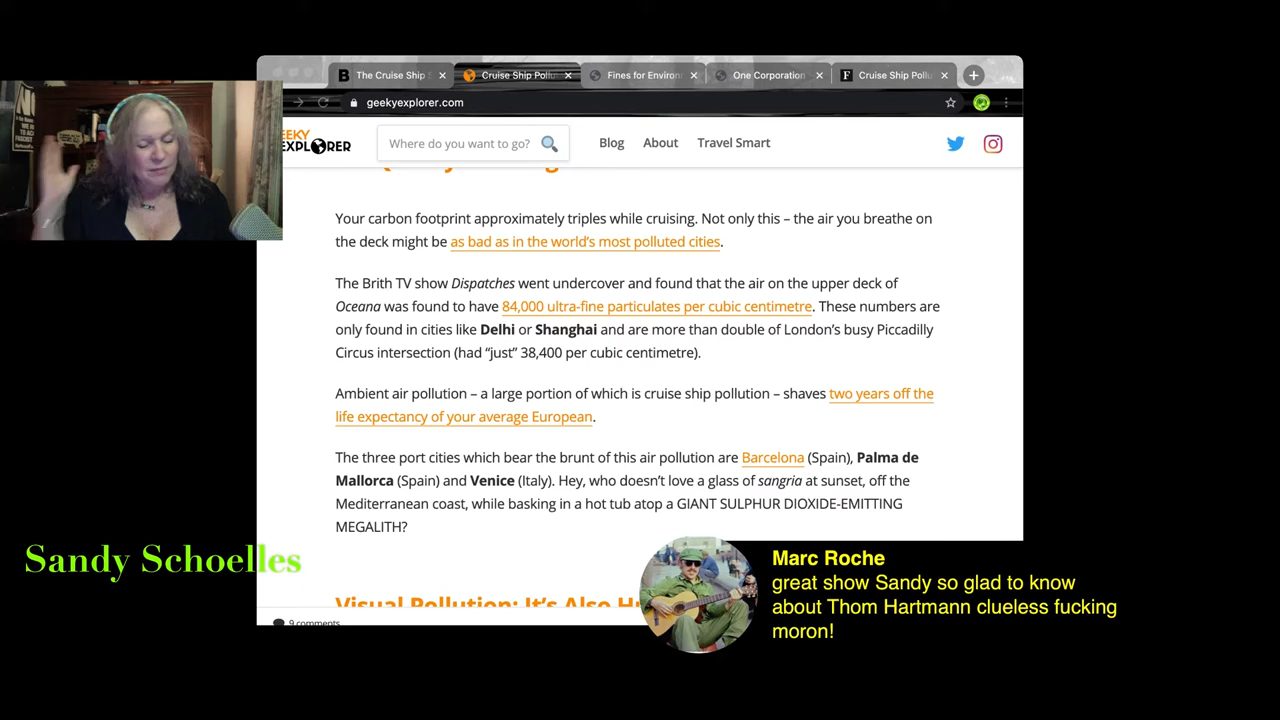 The Cruise Ship S
Cruise Ship Pollu
Fines for Environ
One Corporation
Cruise Ship Pollu
geekyexplorer.com
EEKY
EXPLORER
Where do you want to go?
Blog
About
Travel Smart
Your carbon footprint approximately triples while cruising. Not only this – the air you breathe on
the deck might be as bad as in the world's most polluted cities.
The Brith TV show Dispatches went undercover and found that the air on the upper deck of
Oceana was found to have 84,000 ultra-fine particulates per cubic centimetre. These numbers are
only found in cities like Delhi or Shanghai and are more than double of London's busy Piccadilly
Circus intersection (had "just" 38,400 per cubic centimetre).
Ambient air pollution – a large portion of which is cruise ship pollution – shaves two years off the
life expectancy of your average European.
The three port cities which bear the brunt of this air pollution are Barcelona (Spain), Palma de
Mallorca (Spain) and Venice (Italy). Hey, who doesn't love a glass of sangria at sunset, off the
Mediterranean coast, while basking in a hot tub atop a GIANT SULPHUR DIOXIDE-EMITTING
MEGALITH?
Visual Pollution: It's Also H
9 comments
Sandy Schoelles
Marc Roche
great show Sandy so glad to know
about Thom Hartmann clueless fucking
moron!